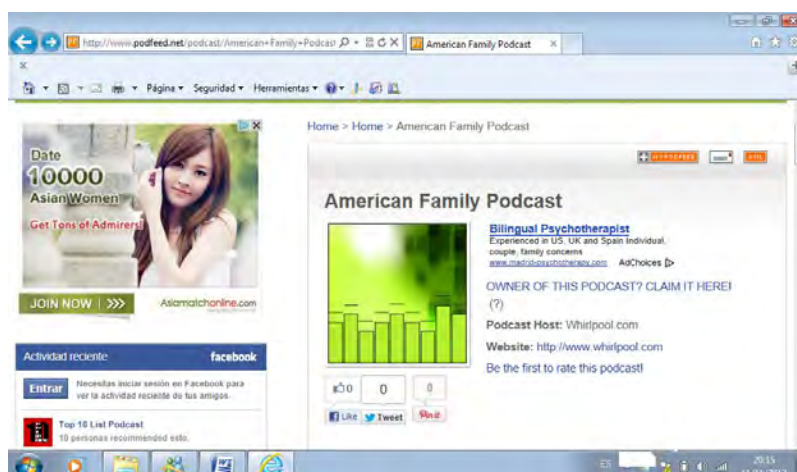 http://www.podfeed.net/podcast/American+Family+Podcast
American Family Podcast
Página Seguridad Herramientas
Home > Home > American Family Podcast
Date
10000
Asian Women
Get Tons of Admirers!
JOIN NOW >>>
Asiamatchonline.com
American Family Podcast
Bilingual Psychotherapist
Experienced in US, UK and Spain Individual,
couple, family concerns
www.madrid-psychotherapy.com AdChoices
OWNER OF THIS PODCAST? CLAIM IT HERE!
(?)
Podcast Host: Whirlpool.com
Website: http://www.whirlpool.com
Be the first to rate this podcast!
0 0 0
Like Tweet Pin it
Actividad reciente facebook
Entrar
Necesitas iniciar sesión en Facebook para
ver la actividad reciente de tus amigos.
Top 10 List Podcast
10 personas recommended esto.
ES
20:15